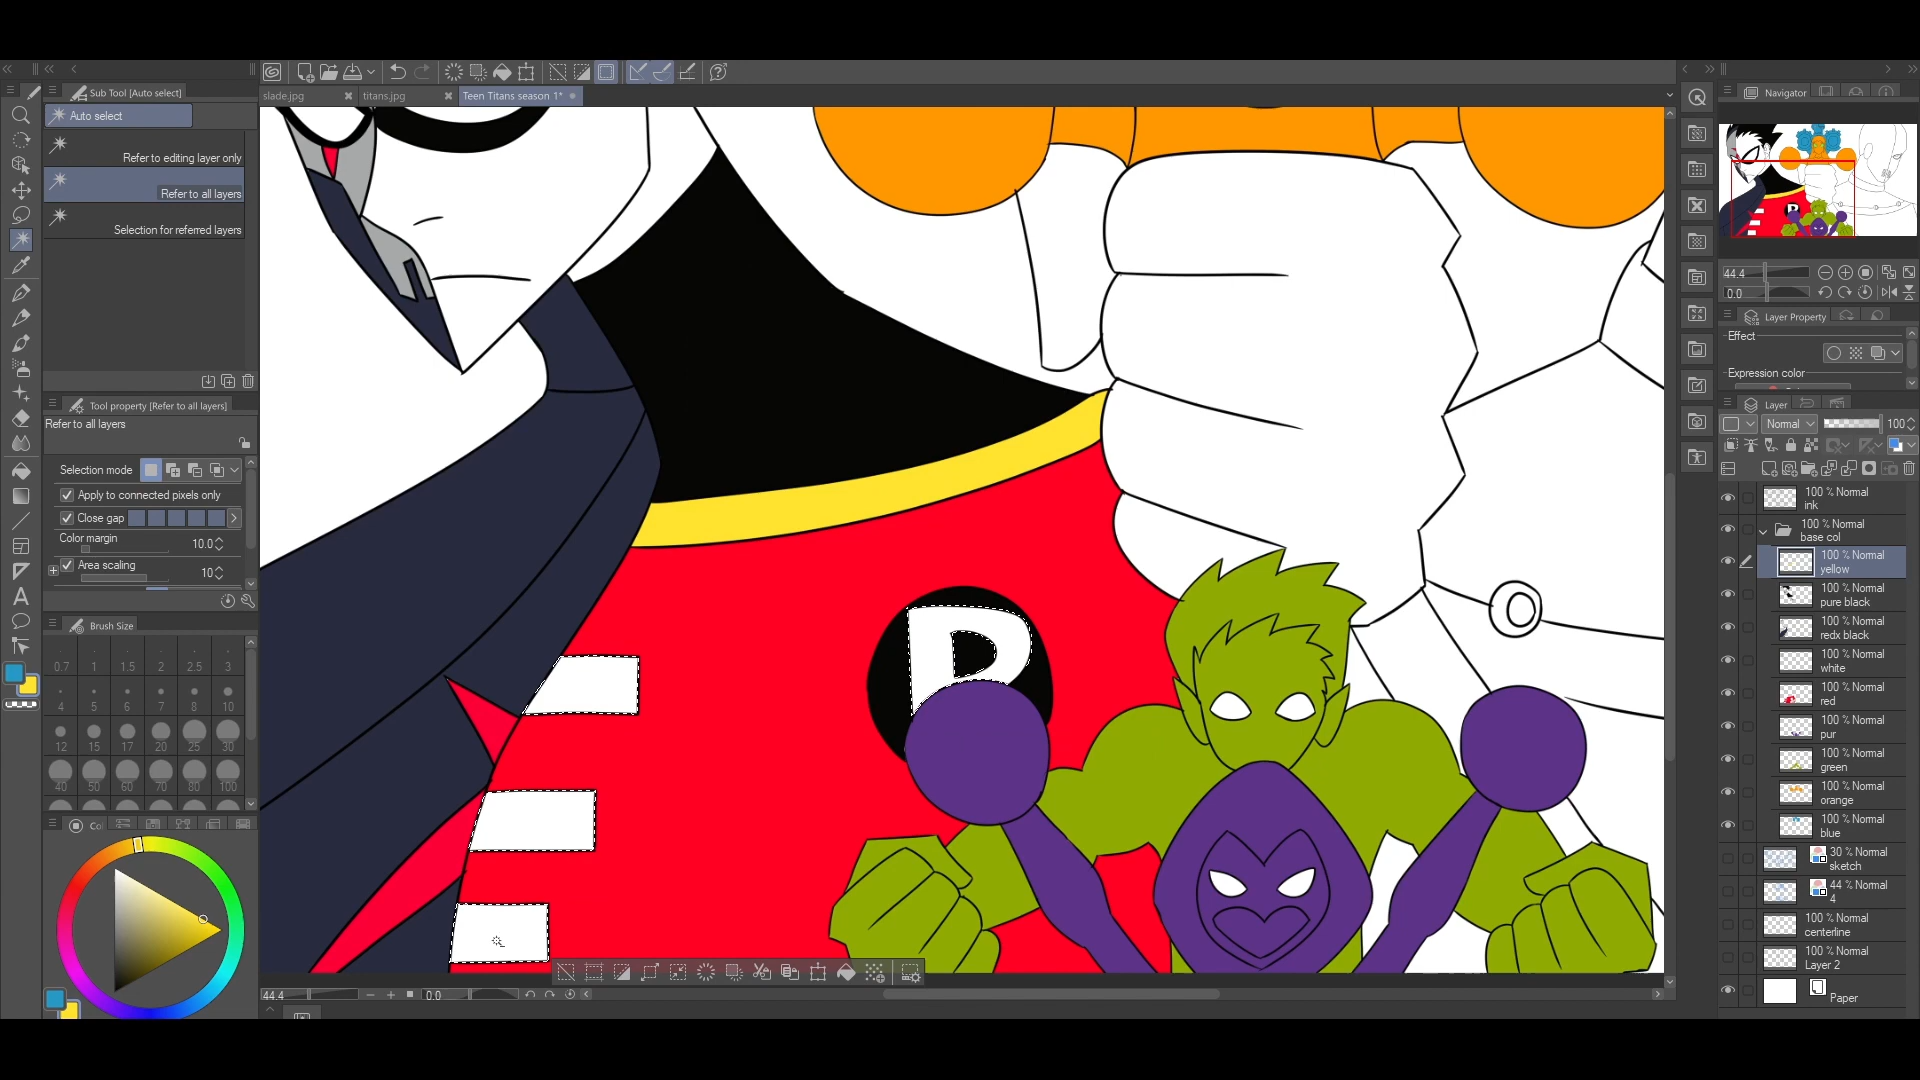 Sub Tool [Auto select]
Auto select
Refer to editing layer only
Refer to all layers
Selection for referred layers
Tool property [Refer to all layers]
Refer to all layers
Selection mode
Apply to connected pixels only
Close gap
Color margin
10.0
Area scaling
10
Brush Size
0.7 1 1.5 2 2.5 3
4 5 6 7 8 10
12 15 17 20 25 30
40 50 60 70 80 100
Co
slade.jpg
titans.jpg
Teen Titans season 1*
44.4
0.0
Navigator
44.4
0.0
Layer Property
Effect
Expression color
Layer
Normal
100
100 % Normal
ink
100 % Normal
base col
100 % Normal
yellow
100 % Normal
pure black
100 % Normal
redx black
100 % Normal
white
100 % Normal
red
100 % Normal
pur
100 % Normal
green
100 % Normal
orange
100 % Normal
blue
30 % Normal
sketch
44 % Normal
4
100 % Normal
centerline
100 % Normal
Layer 2
Paper